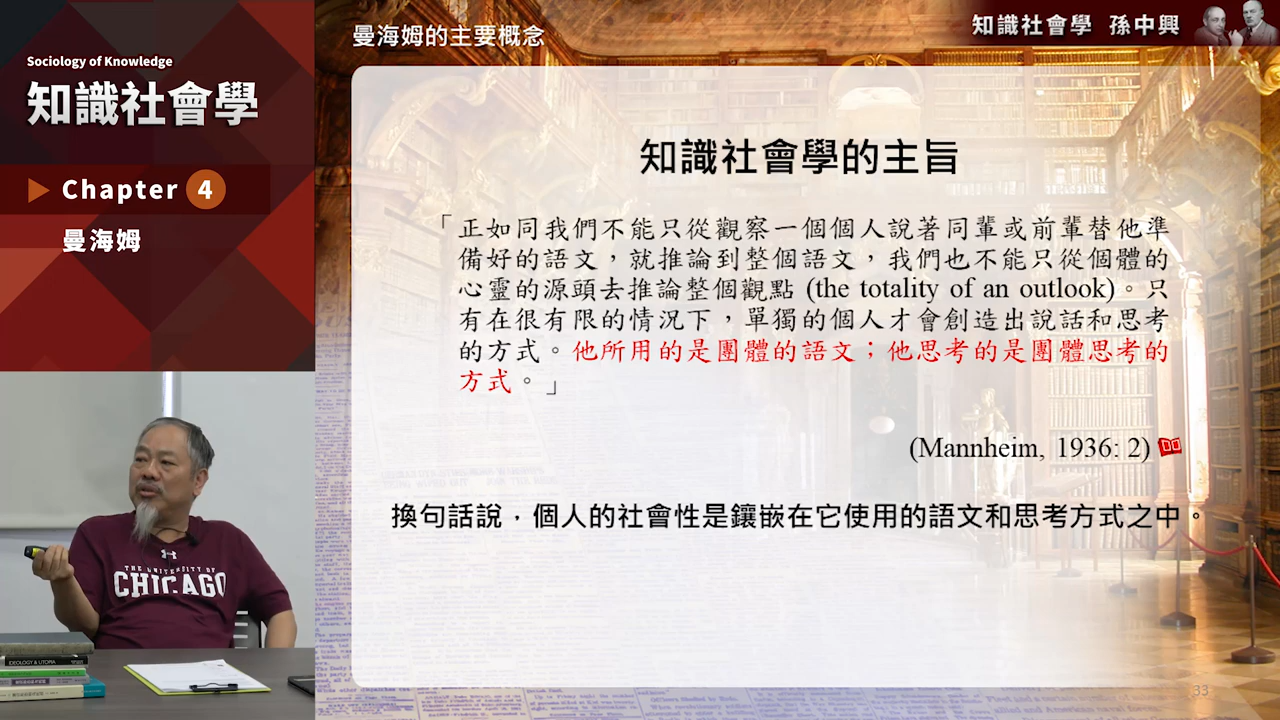 Sociology of Knowledge
知識社會學
Chapter 4
曼海姆
曼海姆的主要概念
知識社會學 孫中興
知識社會學的主旨
「正如同我們不能只從觀察一個個人說著同輩或前輩替他準
備好的語文，就推論到整個語文，我們也不能只從個體的
心靈的源頭去推論整個觀點 (the totality of an outlook)。只
有在很有限的情況下，單獨的個人才會創造出說話和思考
的方式。他所用的是團體的語文；他思考的是團體思考的
方式。」
(Mannheim, 1936: 2)
換句話說，個人的社會性是鑲嵌在它使用的語文和思考方式之中。
THE UNIVERSITY OF
CHICAGO
IDEOLOGY & UTOPIA
33